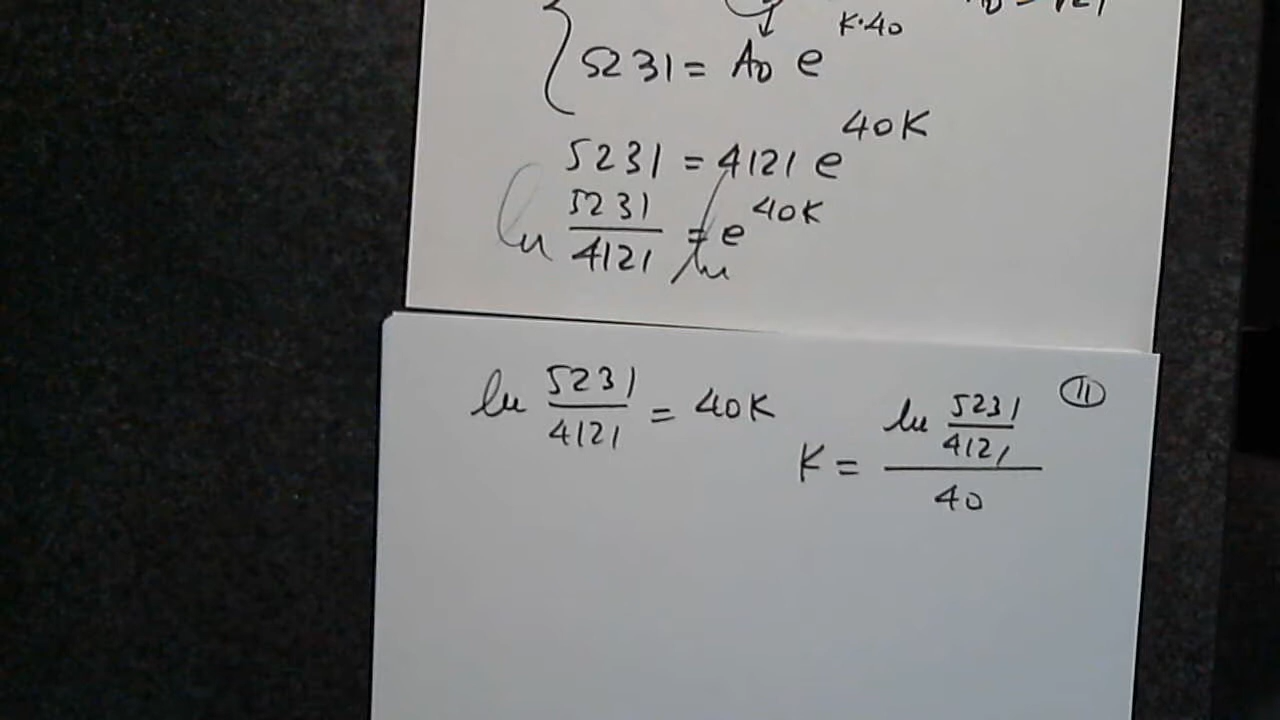 K·40
5231 = A0 e
5231 = 4121 e^40K
ln 5231/4121 = ln e^40K
ln 5231/4121 = 40K
K = ln 5231/4121 / 40
11